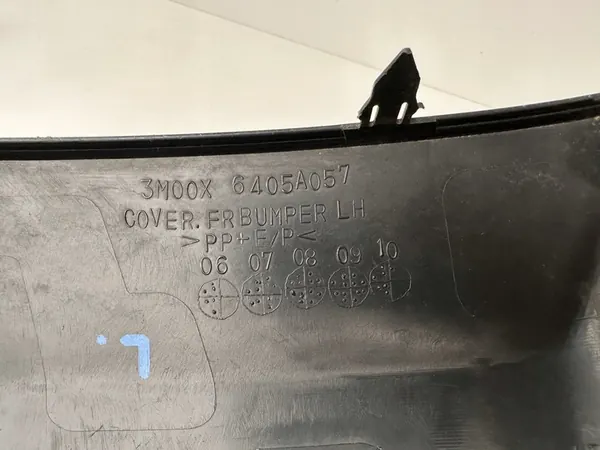 3M00X 6405A057
COVER.FRBUMPER LH
>PP+E/P<
06 07 08 09 10
L.